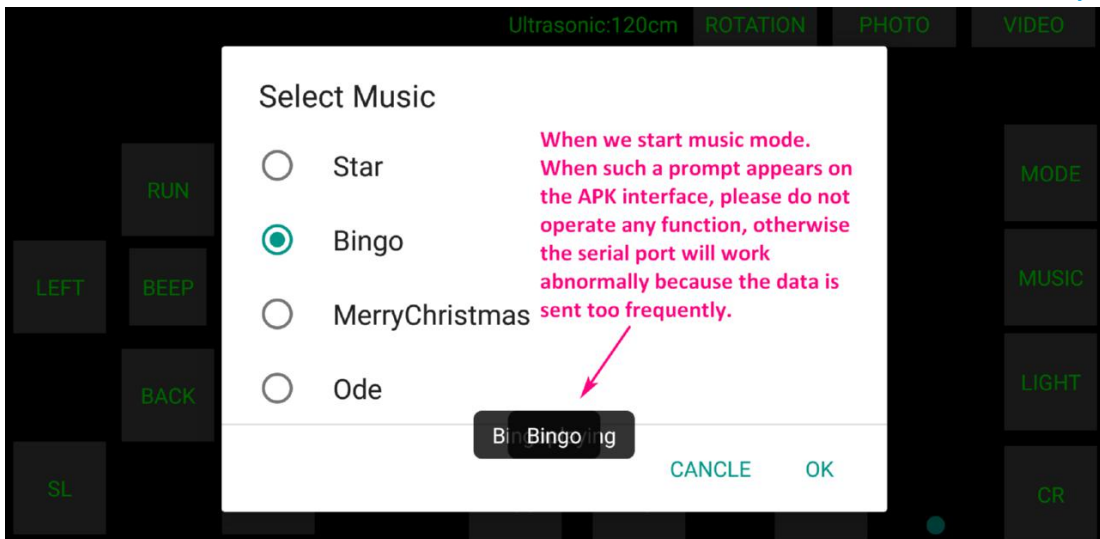 Ultrasonic:120cm ROTATION PHOTO VIDEO
Select Music
When we start music mode.
When such a prompt appears on
the APK interface, please do not
operate any function, otherwise
the serial port will work
abnormally because the data is
sent too frequently.
Star
Bingo
MerryChristmas
Ode
Bingo
CANCLE OK
RUN
LEFT BEEP
BACK
SL
MODE
MUSIC
LIGHT
CR